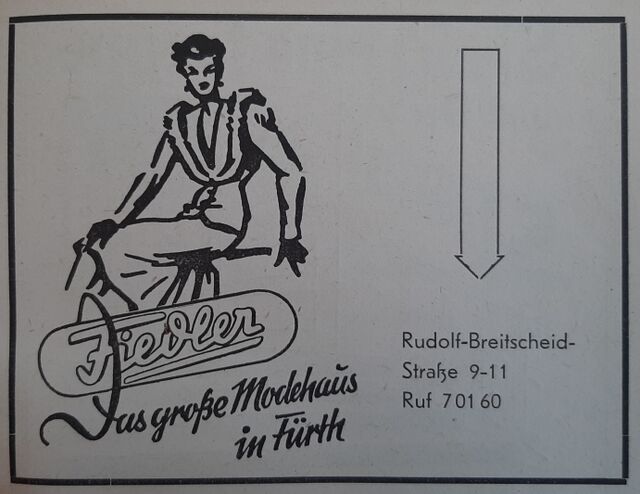 Fiedler
Das große Modehaus
in Fürth
Rudolf-Breitscheid-
Straße 9-11
Ruf 70160